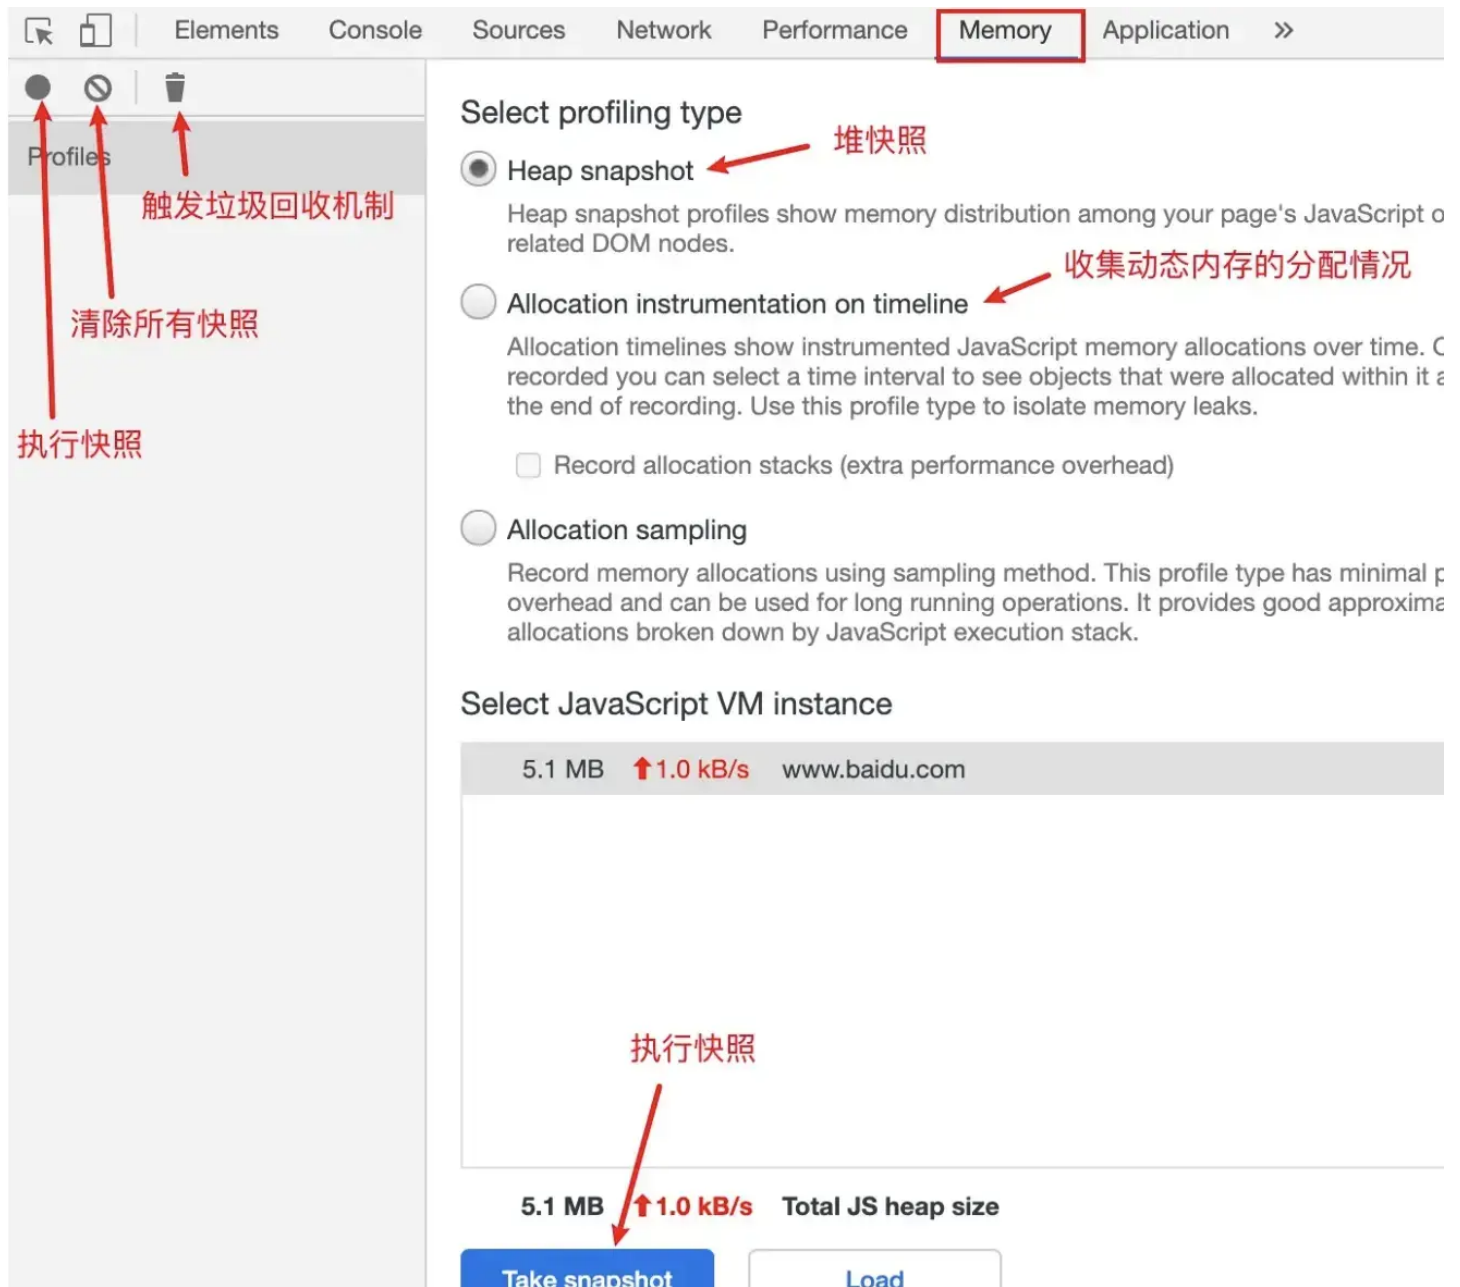 Elements Console Sources Network Performance Memory Application »
Profiles
触发垃圾回收机制
清除所有快照
执行快照
Select profiling type
堆快照
Heap snapshot
Heap snapshot profiles show memory distribution among your page's JavaScript o
related DOM nodes.
收集动态内存的分配情况
Allocation instrumentation on timeline
Allocation timelines show instrumented JavaScript memory allocations over time. O
recorded you can select a time interval to see objects that were allocated within it a
the end of recording. Use this profile type to isolate memory leaks.
Record allocation stacks (extra performance overhead)
Allocation sampling
Record memory allocations using sampling method. This profile type has minimal p
overhead and can be used for long running operations. It provides good approxima
allocations broken down by JavaScript execution stack.
Select JavaScript VM instance
5.1 MB 1.0 kB/s www.baidu.com
执行快照
5.1 MB 1.0 kB/s Total JS heap size
Take snapshot Load